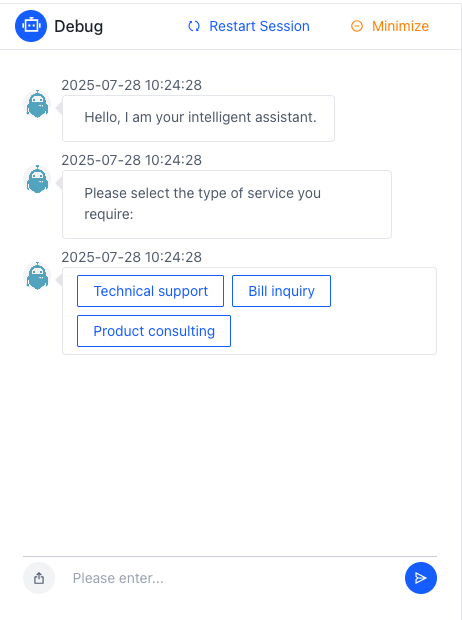 Debug
Restart Session
Minimize
2025-07-28 10:24:28
Hello, I am your intelligent assistant.
2025-07-28 10:24:28
Please select the type of service you
require:
2025-07-28 10:24:28
Technical support
Bill inquiry
Product consulting
Please enter...